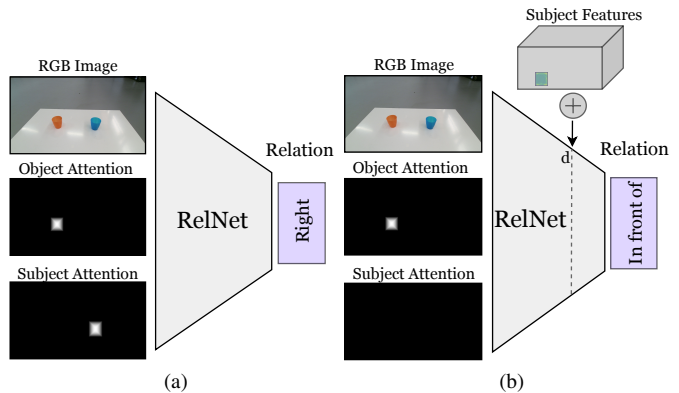 RGB Image
Object Attention
Subject Attention
RelNet
Relation
Right
(a)
Subject Features
RGB Image
Object Attention
Subject Attention
+
d
RelNet
Relation
In front of
(b)